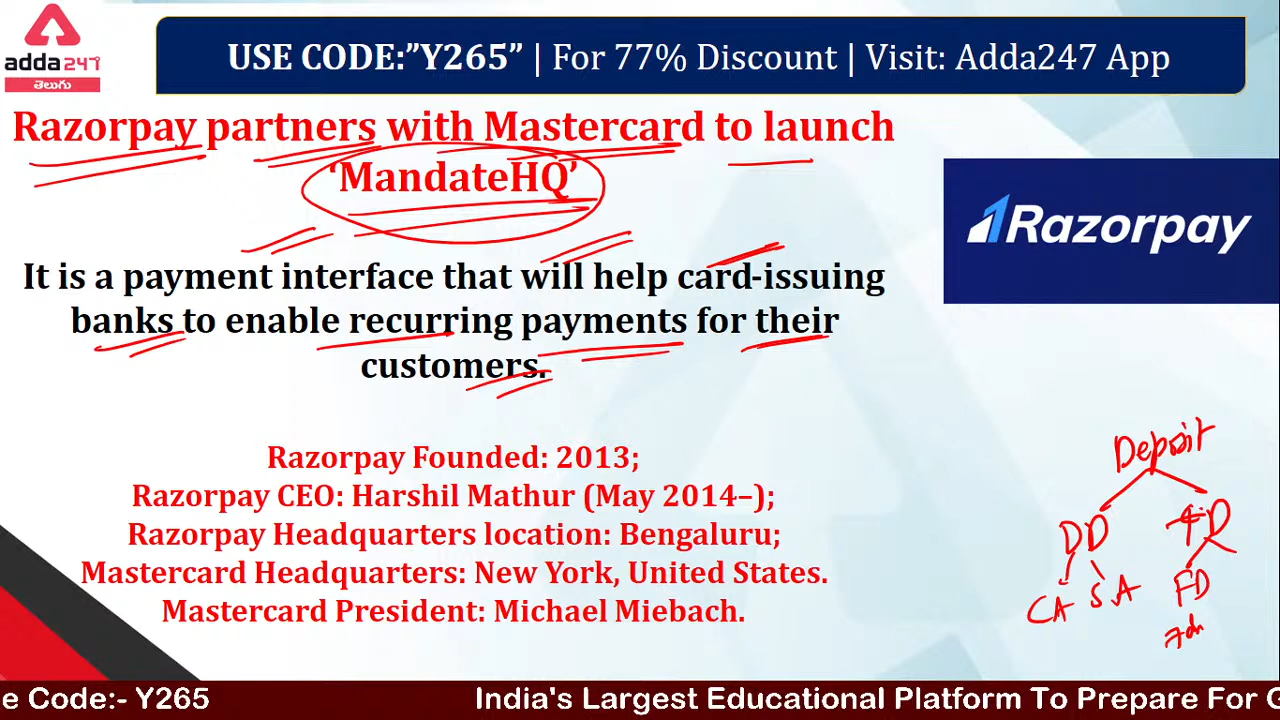 adda247
తెలుగు
USE CODE:”Y265” | For 77% Discount | Visit: Adda247 App
Razorpay partners with Mastercard to launch
‘MandateHQ’
Razorpay
It is a payment interface that will help card-issuing
banks to enable recurring payments for their
customers.
Razorpay Founded: 2013;
Razorpay CEO: Harshil Mathur (May 2014–);
Razorpay Headquarters location: Bengaluru;
Mastercard Headquarters: New York, United States.
Mastercard President: Michael Miebach.
Deposit
DD
CA SA FD
e Code:- Y265
India's Largest Educational Platform To Prepare For G